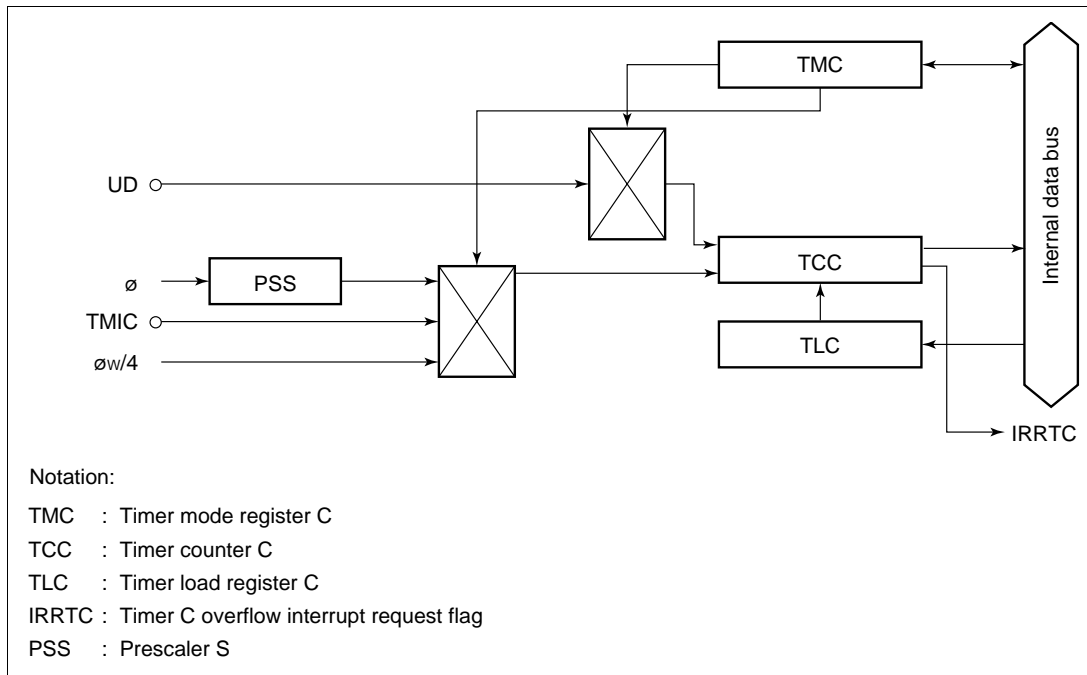 TMC
UD
TCC
ø
PSS
TMIC
TLC
øw/4
Internal data bus
IRRTC
Notation:
TMC : Timer mode register C
TCC : Timer counter C
TLC : Timer load register C
IRRTC : Timer C overflow interrupt request flag
PSS : Prescaler S